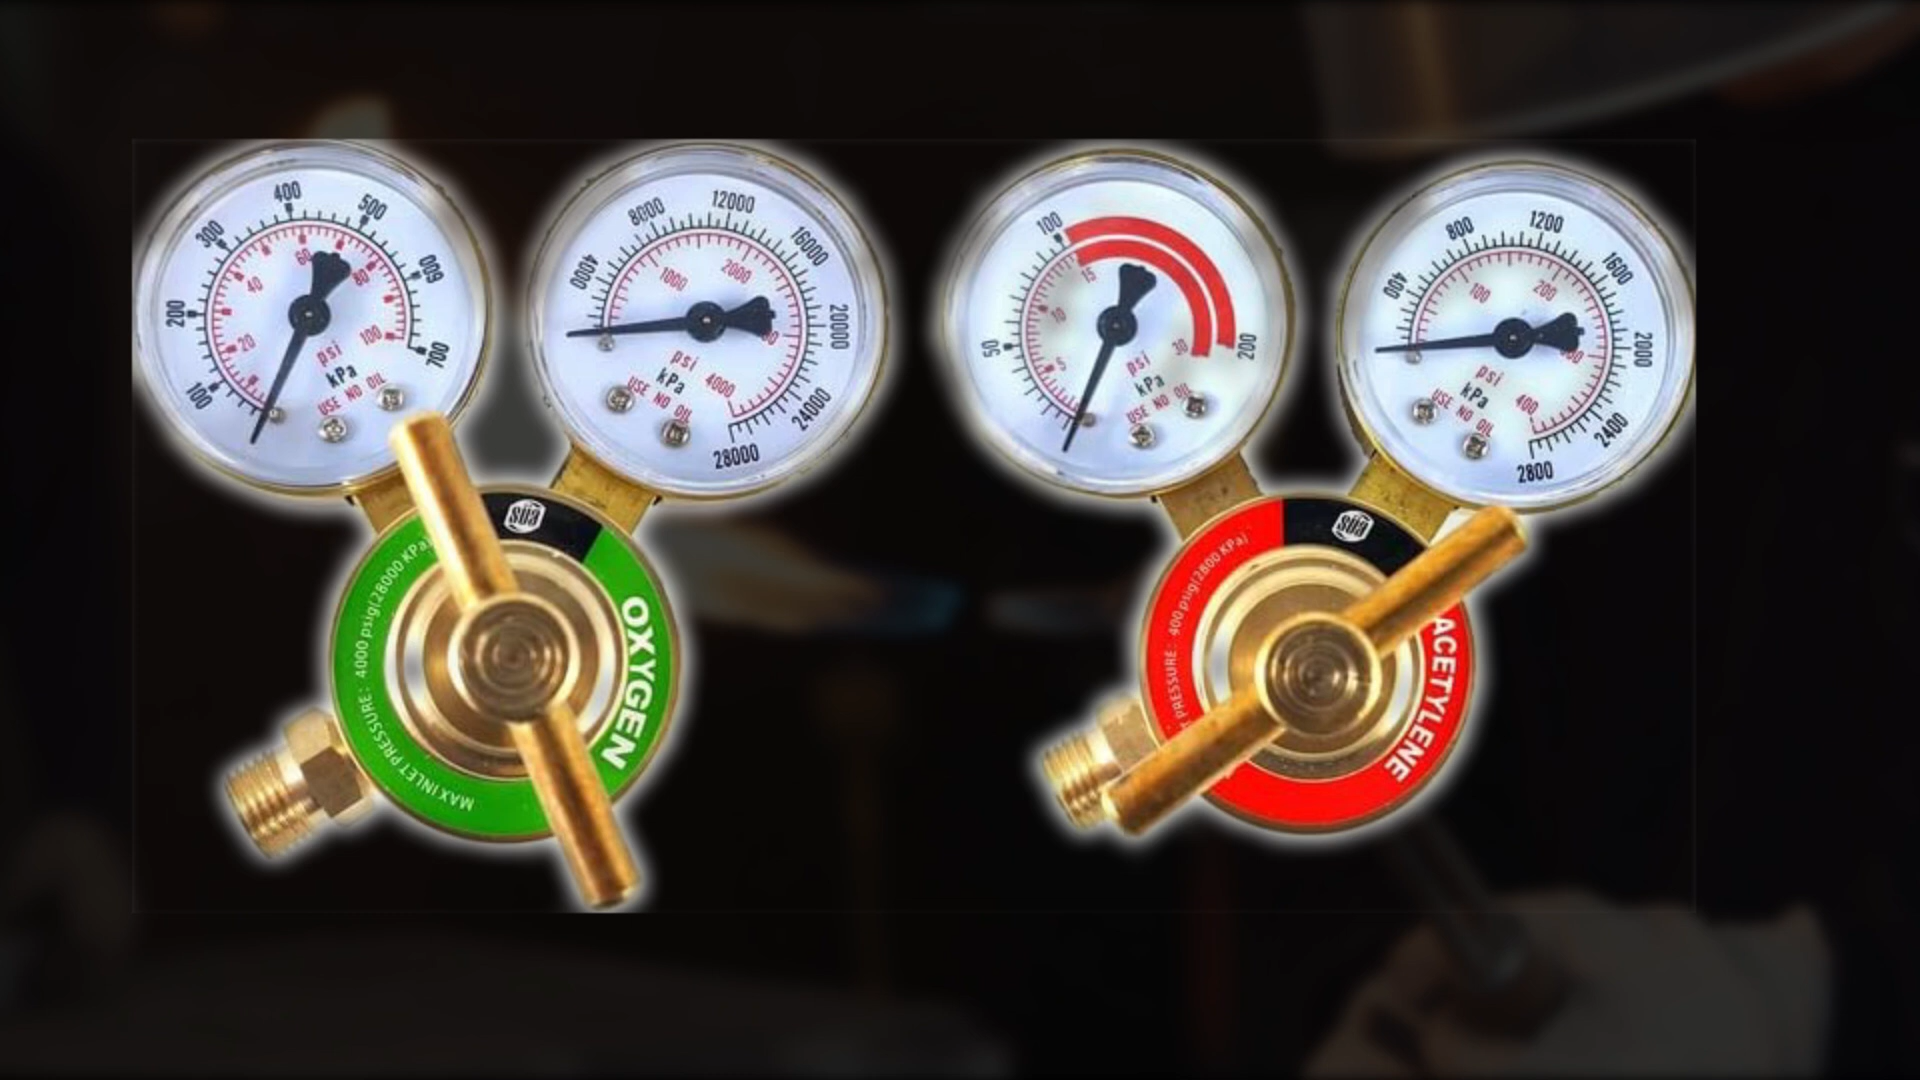 100
200
300
400
500
600
700
20
40
60
80
100
psi
kPa
USE NO OIL
4000
8000
12000
16000
20000
24000
28000
1000
2000
4000
psi
kPa
USE NO OIL
50
100
200
5
10
15
30
psi
kPa
USE NO OIL
400
800
1200
1600
2000
2400
2800
100
200
400
psi
kPa
USE NO OIL
süa
MAX INLET PRESSURE: 4000 psig(28000 KPa)
OXYGEN
süa
PRESSURE: 400 psig(2800 KPa)
ACETYLENE